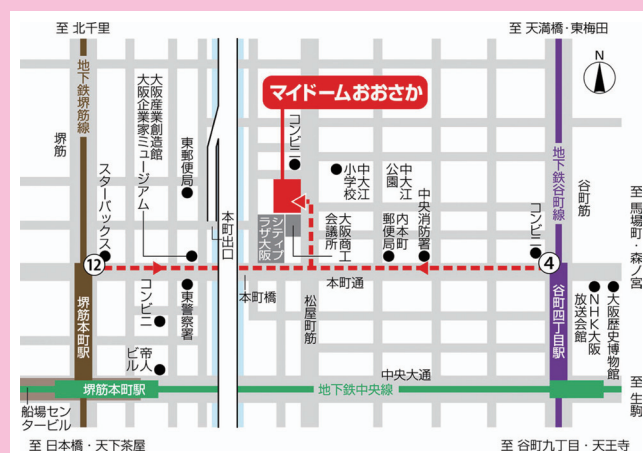 至 北千里
至 天満橋・東梅田
N
地下鉄堺筋線
堺筋
大阪産業創造館
大阪企業家ミュージアム
東郵便局
スターバックス
マイドームおおさか
コンビニ
中大江
小学校
中大江
公園
地下鉄谷町線
谷町筋
至 馬場町・森ノ宮
本町出口
シティプ
ラザ大阪
大阪商工
会議所
内本町
郵便局
中央消防署
コンビニ
12
4
本町橋
本町通
堺筋本町駅
コンビニ
東警察署
松屋町筋
谷町四丁目駅
NHK大阪
放送会館
大阪歴史博物館
帝人
ビル
中央大通
堺筋本町駅
地下鉄中央線
至 生駒
船場セン
タービル
至 日本橋・天下茶屋
至 谷町九丁目・天王寺